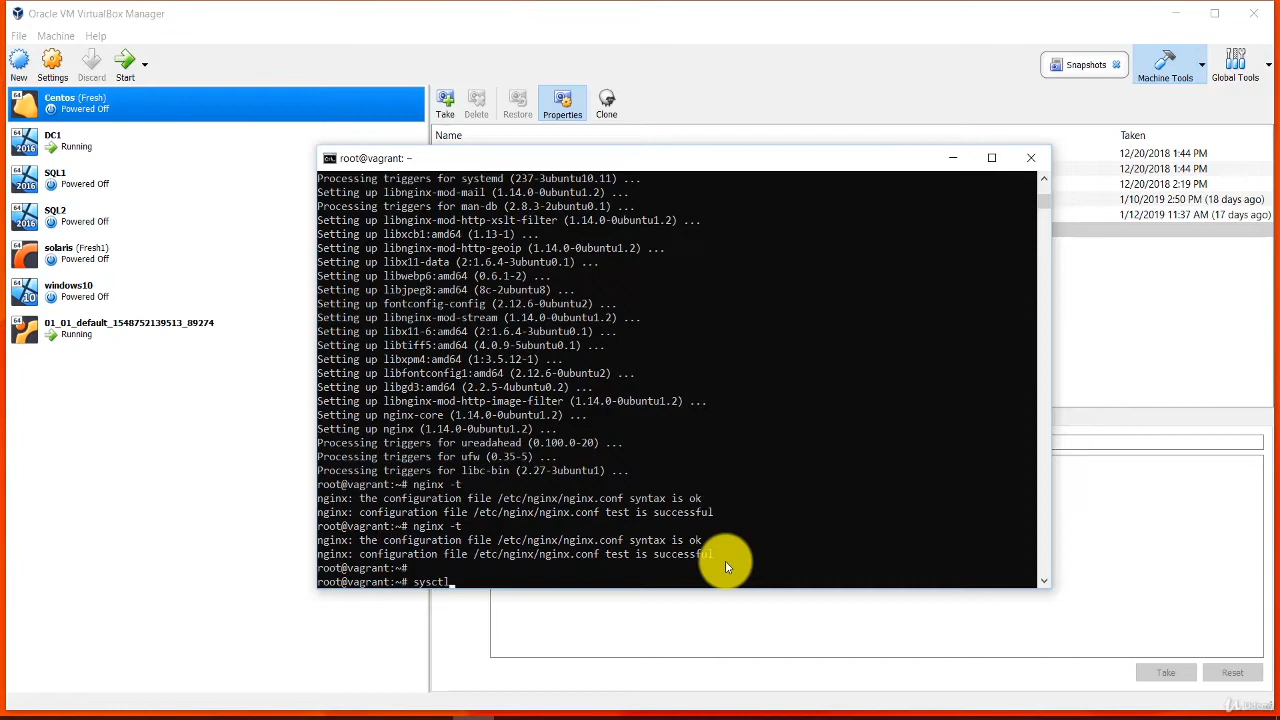 Oracle VM VirtualBox Manager
File Machine Help
New Settings Discard Start
Snapshots
Machine Tools
Global Tools
Centos (Fresh)
Powered Off
DC1
Running
SQL1
Powered Off
SQL2
Powered Off
solaris (Fresh1)
Powered Off
windows10
Powered Off
01_01_default_1548752139513_89274
Running
Take Delete Restore Properties Clone
Name Taken
12/20/2018 1:44 PM
12/20/2018 1:44 PM
12/20/2018 2:19 PM
1/10/2019 2:50 PM (18 days ago)
1/12/2019 11:37 AM (17 days ago)
root@vagrant: ~
Processing triggers for systemd (237-3ubuntu10.11) ...
Setting up libnginx-mod-mail (1.14.0-0ubuntu1.2) ...
Processing triggers for man-db (2.8.3-2ubuntu0.1) ...
Setting up libnginx-mod-http-xslt-filter (1.14.0-0ubuntu1.2) ...
Setting up libxcb1:amd64 (1.13-1) ...
Setting up libnginx-mod-http-geoip (1.14.0-0ubuntu1.2) ...
Setting up libx11-data (2:1.6.4-3ubuntu0.1) ...
Setting up libwebp6:amd64 (0.6.1-2) ...
Setting up libjpeg8:amd64 (8c-2ubuntu8) ...
Setting up fontconfig-config (2.12.6-0ubuntu2) ...
Setting up libnginx-mod-stream (1.14.0-0ubuntu1.2) ...
Setting up libx11-6:amd64 (2:1.6.4-3ubuntu0.1) ...
Setting up libtiff5:amd64 (4.0.9-5ubuntu0.1) ...
Setting up libxpm4:amd64 (1:3.5.12-1) ...
Setting up libfontconfig1:amd64 (2.12.6-0ubuntu2) ...
Setting up libgd3:amd64 (2.2.5-4ubuntu0.2) ...
Setting up libnginx-mod-http-image-filter (1.14.0-0ubuntu1.2) ...
Setting up nginx-core (1.14.0-0ubuntu1.2) ...
Setting up nginx (1.14.0-0ubuntu1.2) ...
Processing triggers for ureadahead (0.100.0-20) ...
Processing triggers for ufw (0.35-5) ...
Processing triggers for libc-bin (2.27-3ubuntu1) ...
root@vagrant:~# nginx -t
nginx: the configuration file /etc/nginx/nginx.conf syntax is ok
nginx: configuration file /etc/nginx/nginx.conf test is successful
root@vagrant:~# nginx -t
nginx: the configuration file /etc/nginx/nginx.conf syntax is ok
nginx: configuration file /etc/nginx/nginx.conf test is successful
root@vagrant:~#
root@vagrant:~# sysctl
Take Reset
Udemy